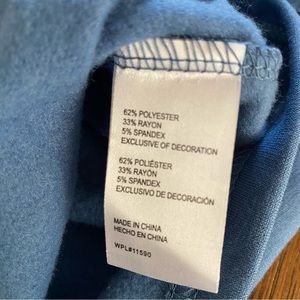 62% POLYESTER
33% RAYON
5% SPANDEX
EXCLUSIVE OF DECORATION
62% POLIÉSTER
33% RAYÓN
5% SPANDEX
EXCLUSIVO DE DECORACIÓN
MADE IN CHINA
HECHO EN CHINA
WPL#11590